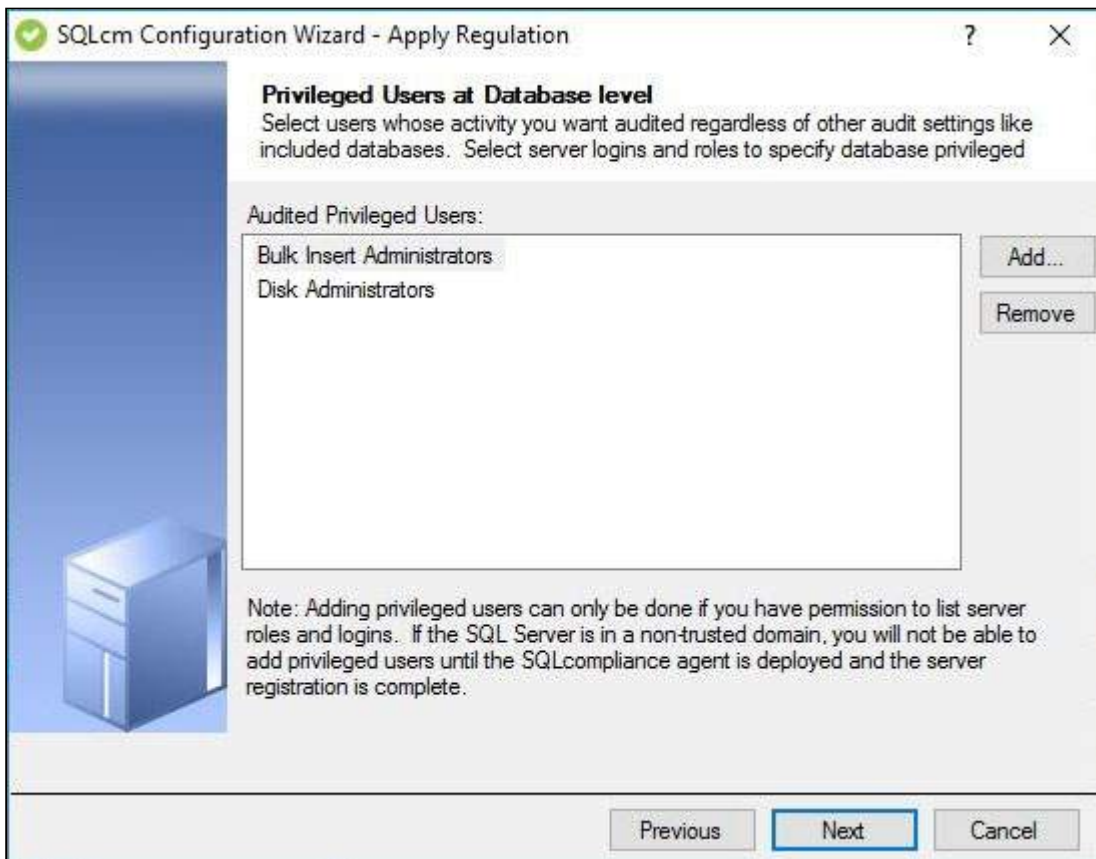 SQLcm Configuration Wizard - Apply Regulation ? ✕
Privileged Users at Database level
Select users whose activity you want audited regardless of other audit settings like
included databases. Select server logins and roles to specify database privileged
Audited Privileged Users:
Bulk Insert Administrators
Disk Administrators
Add...
Remove
Note: Adding privileged users can only be done if you have permission to list server
roles and logins. If the SQL Server is in a non-trusted domain, you will not be able to
add privileged users until the SQLcompliance agent is deployed and the server
registration is complete.
Previous Next Cancel